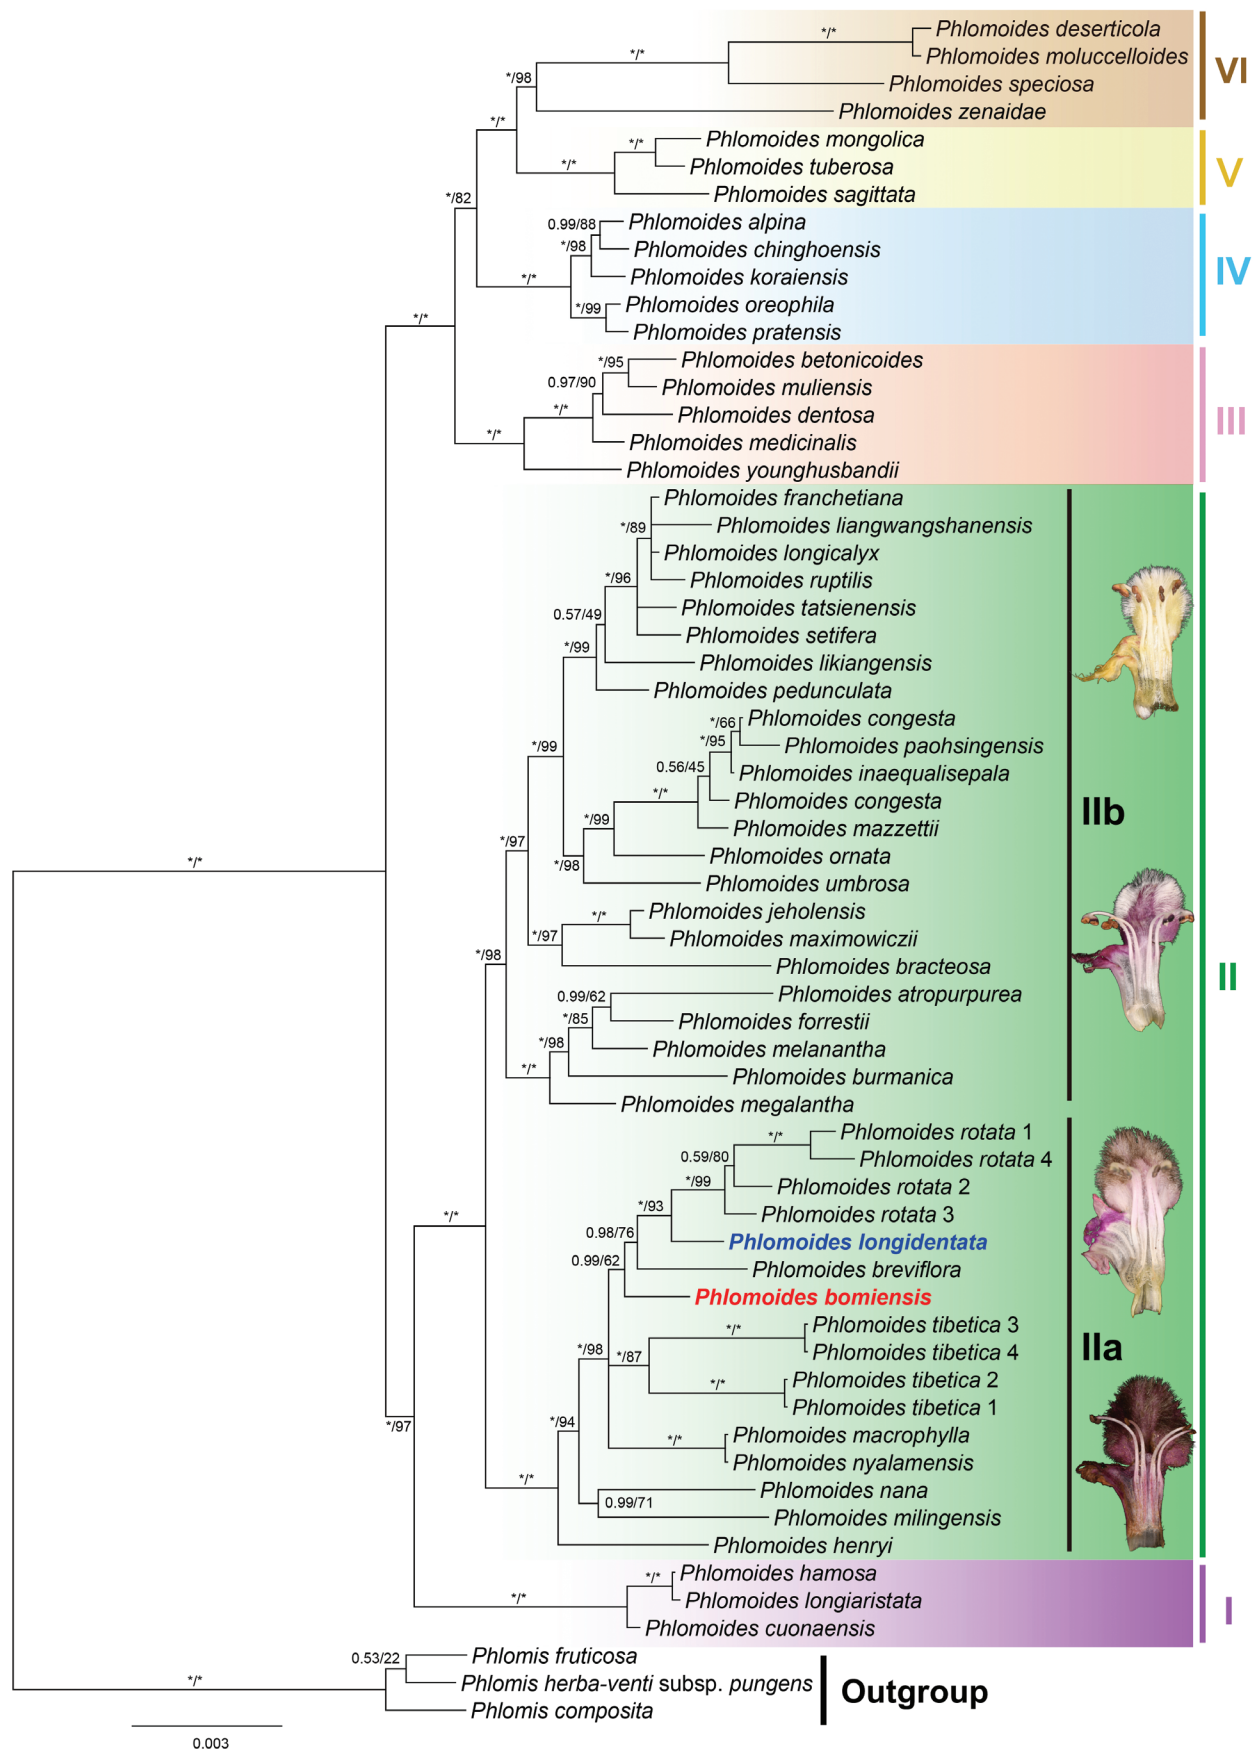 Phlomoides deserticola
*/*
Phlomoides moluccelloides
*/*
VI
*/98
Phlomoides speciosa
Phlomoides zenaidae
*/*
Phlomoides mongolica
*/*
Phlomoides tuberosa
*/*
V
Phlomoides sagittata
*/82
Phlomoides alpina
0.99/88
Phlomoides chinghoensis
*/98
Phlomoides koraiensis
*/*
IV
Phlomoides oreophila
*/99
Phlomoides pratensis
*/*
Phlomoides betonicoides
*/95
Phlomoides muliensis
0.97/90
Phlomoides dentosa
*/*
III
Phlomoides medicinalis
*/*
Phlomoides younghusbandii
Phlomoides franchetiana
Phlomoides liangwangshanensis
*/89
Phlomoides longicalyx
Phlomoides ruptilis
*/96
Phlomoides tatsienensis
0.57/49
Phlomoides setifera
*/99
Phlomoides likiangensis
Phlomoides pedunculata
Phlomoides congesta
*/66
Phlomoides paohsingensis
*/95
*/99
Phlomoides inaequalisepala
0.56/45
Phlomoides congesta
*/*
IIb
Phlomoides mazzettii
*/99
Phlomoides ornata
*/98
*/97
Phlomoides umbrosa
Phlomoides jeholensis
*/*
Phlomoides maximowiczii
*/97
Phlomoides bracteosa
*/98
II
Phlomoides atropurpurea
0.99/62
Phlomoides forrestii
*/85
Phlomoides melanantha
*/98
Phlomoides burmanica
*/*
Phlomoides megalantha
Phlomoides rotata 1
*/*
Phlomoides rotata 4
0.59/80
Phlomoides rotata 2
*/99
Phlomoides rotata 3
*/93
*/*
Phlomoides longidentata
0.98/76
Phlomoides breviflora
0.99/62
Phlomoides bomiensis
Phlomoides tibetica 3
*/*
Phlomoides tibetica 4
*/98
*/87
IIa
Phlomoides tibetica 2
*/*
Phlomoides tibetica 1
*/97
*/94
Phlomoides macrophylla
*/*
Phlomoides nyalamensis
*/*
Phlomoides nana
0.99/71
Phlomoides milingensis
Phlomoides henryi
Phlomoides hamosa
*/*
Phlomoides longiaristata
*/*
I
Phlomoides cuonaensis
*/*
Phlomis fruticosa
0.53/22
Phlomis herba-venti subsp. pungens
*/*
Outgroup
Phlomis composita
0.003